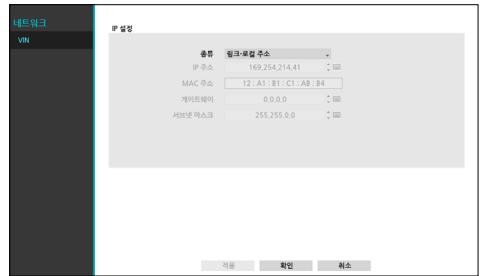 네트워크
VIN
IP 설정
종류 링크-로컬 주소
IP 주소 169,254,214,41
MAC 주소 12 : A1 : B1 : C1 : AB : B4
게이트웨이 0,0,0,0
서브넷 마스크 255,255,0,0
적용 확인 취소